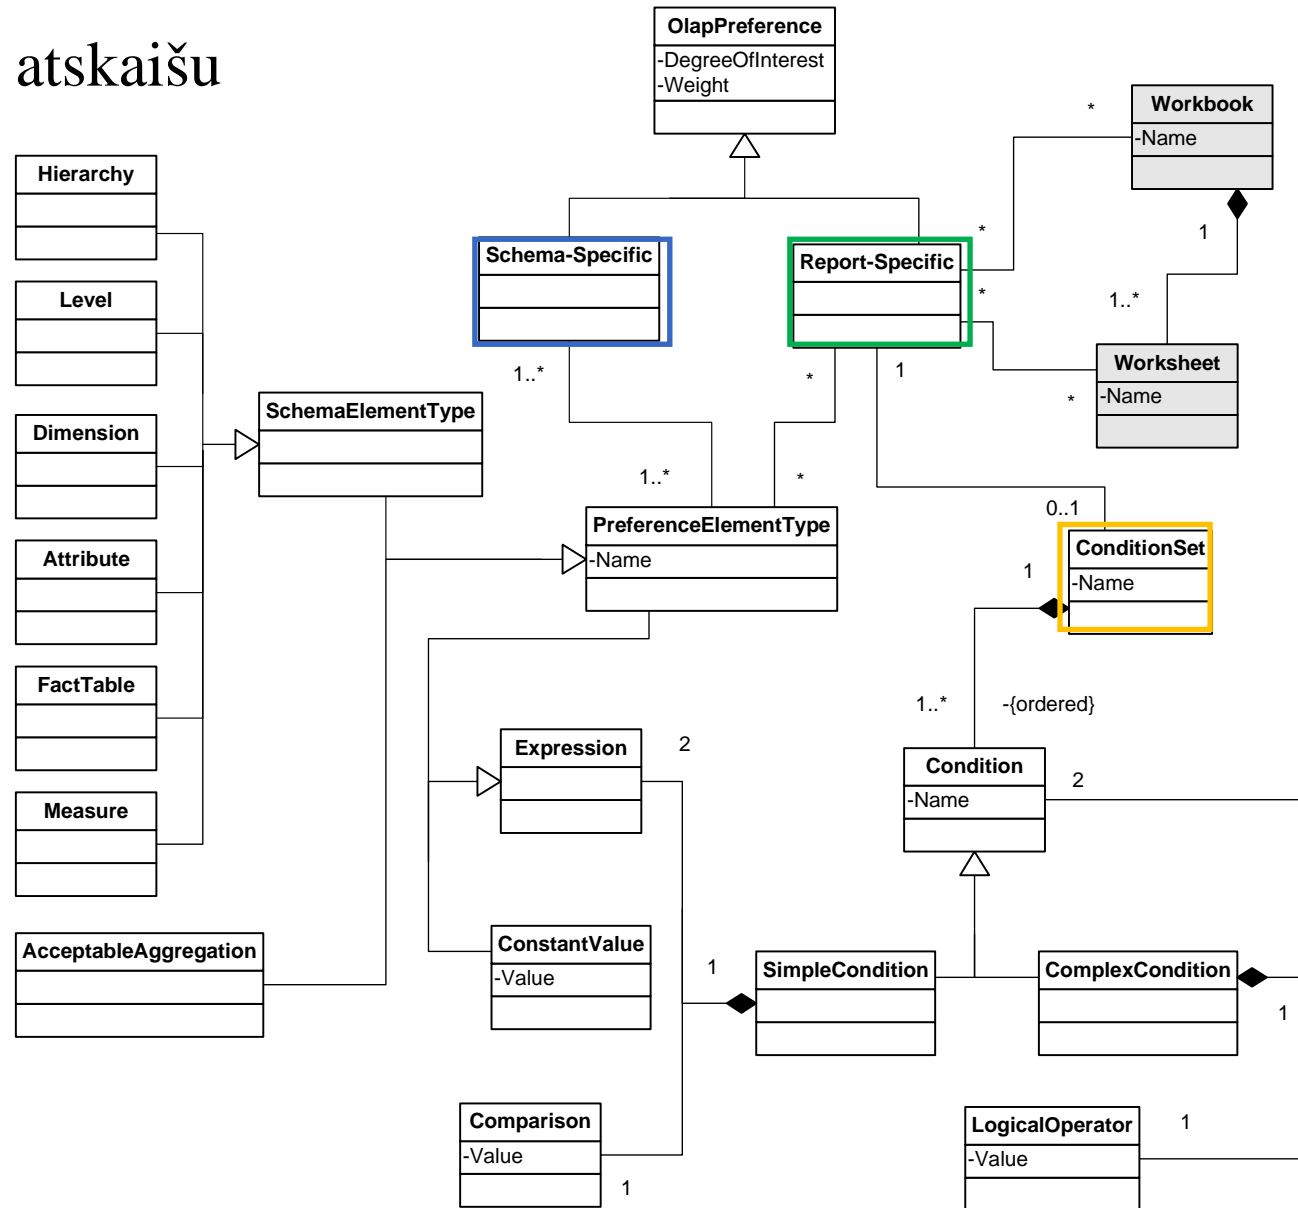 atskaišu
OlapPreference
-DegreeOfInterest
-Weight
Workbook
-Name
*
1
1..*
Hierarchy
Level
Dimension
Attribute
FactTable
Measure
AcceptableAggregation
SchemaElementType
Schema-Specific
1..*
1..*
Report-Specific
*
*
*
*
1
0..1
Worksheet
-Name
*
PreferenceElementType
-Name
ConditionSet
-Name
1
1..*
-{ordered}
Expression
2
Condition
-Name
2
ConstantValue
-Value
1
SimpleCondition
ComplexCondition
1
Comparison
-Value
1
LogicalOperator
-Value
1